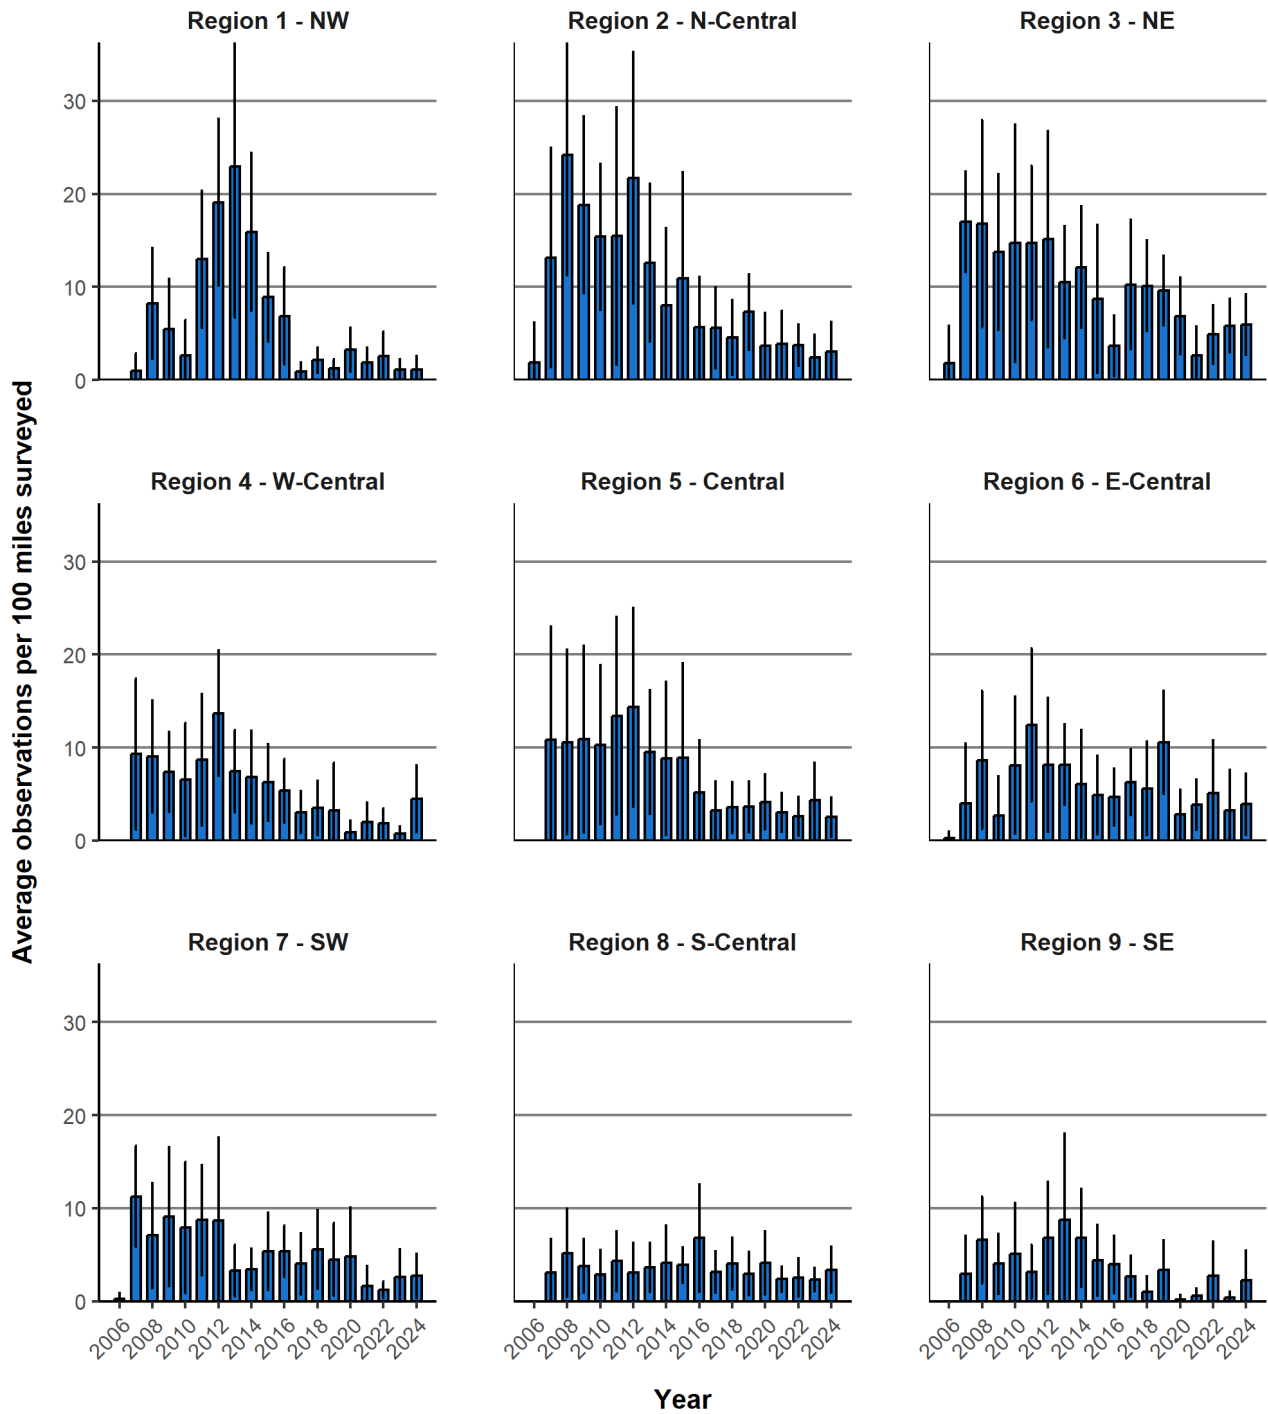 Region 1 - NW
Region 2 - N-Central
Region 3 - NE
30
20
10
0
Region 4 - W-Central
Region 5 - Central
Region 6 - E-Central
30
20
10
0
Average observations per 100 miles surveyed
Region 7 - SW
Region 8 - S-Central
Region 9 - SE
30
20
10
0
2006 2008 2010 2012 2014 2016 2018 2020 2022 2024
2006 2008 2010 2012 2014 2016 2018 2020 2022 2024
2006 2008 2010 2012 2014 2016 2018 2020 2022 2024
Year